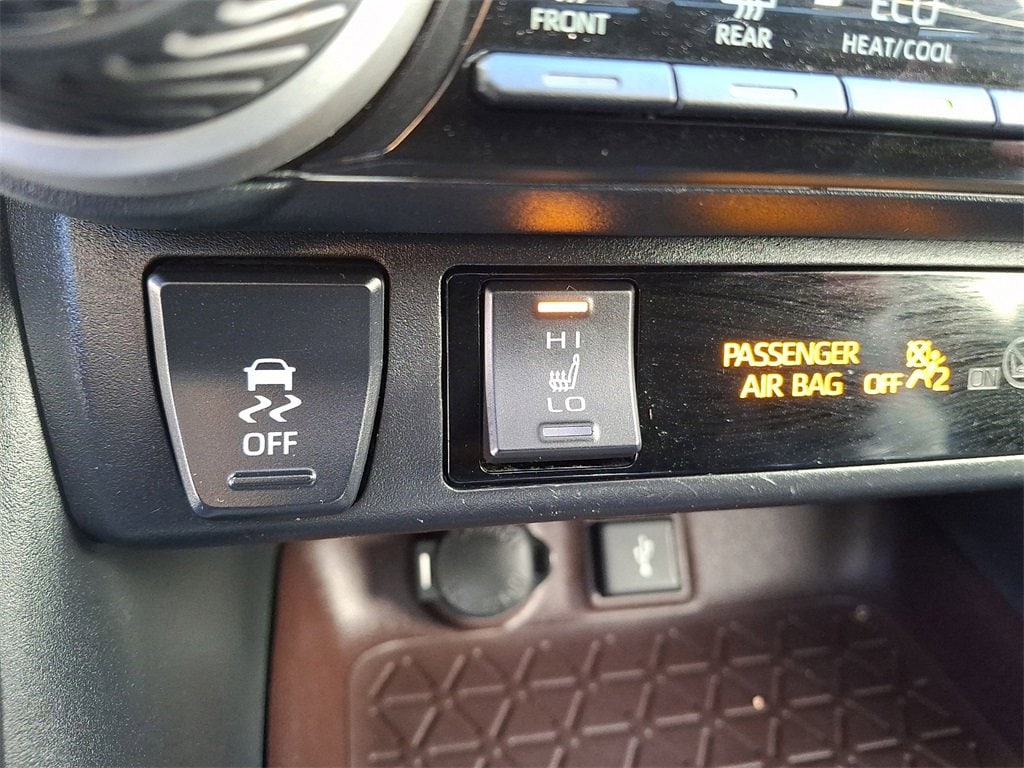 FRONT
REAR
ECO
HEAT/COOL
HI
LO
OFF
PASSENGER
AIR BAG OFF 2
ON